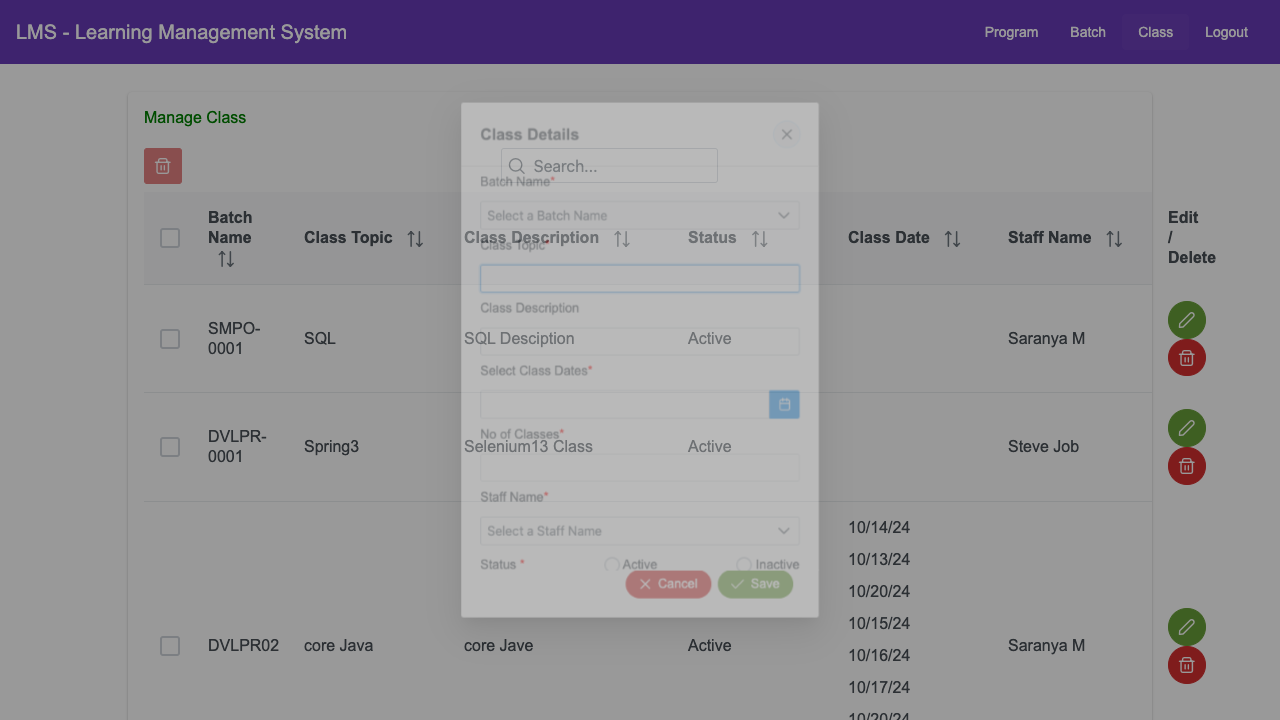 LMS - Learning Management System
Program Batch Class Logout
Manage Class
Search...
Batch Name Class Topic Class Description Status Class Date Staff Name Edit / Delete
SMPO-0001 SQL SQL Desciption Active Saranya M
DVLPR-0001 Spring3 Selenium13 Class Active Steve Job
DVLPR02 core Java core Jave Active Saranya M
10/14/24
10/13/24
10/20/24
10/15/24
10/16/24
10/17/24
10/20/24
Class Details
Batch Name*
Select a Batch Name
Class Topic*
Class Description
Select Class Dates*
No of Classes*
Staff Name*
Select a Staff Name
Status * Active Inactive
Cancel Save